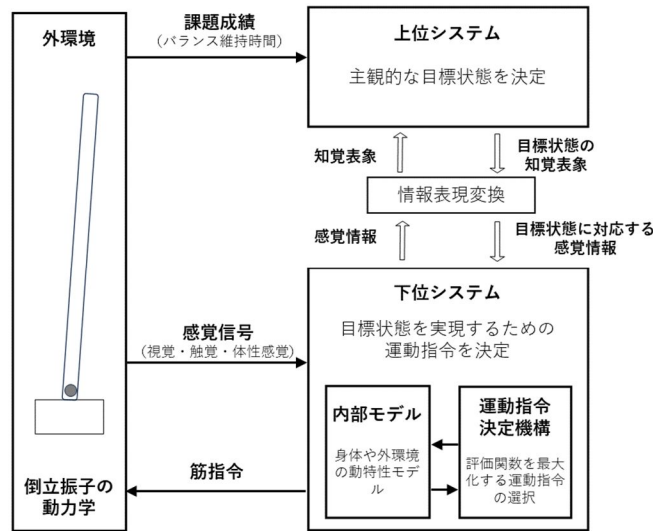 外環境
課題成績
（バランス維持時間）
上位システム
主観的な目標状態を決定
知覚表象
目標状態の
知覚表象
情報表現変換
感覚情報
目標状態に対応する
感覚情報
下位システム
目標状態を実現するための
運動指令を決定
感覚信号
（視覚・触覚・体性感覚）
内部モデル
身体や外環境
の動特性モデ
ル
運動指令
決定機構
評価関数を最大
化する運動指令
の選択
筋指令
倒立振子の
動力学